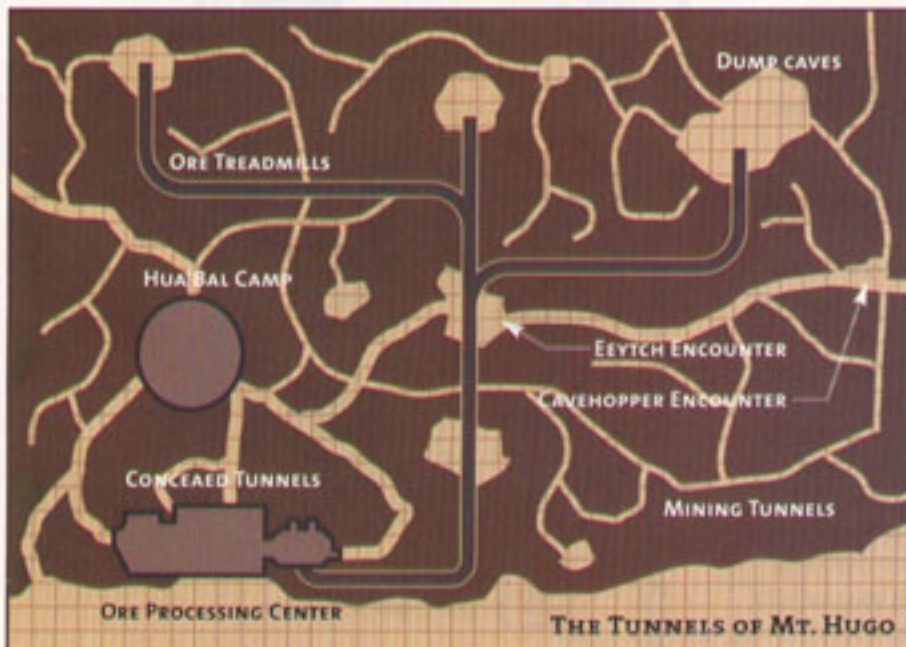 Dump caves
Ore Treadmills
Hua'Bal Camp
Eeytch Encounter
Cavehopper Encounter
Conceaed Tunnels
Mining Tunnels
Ore Processing Center
The Tunnels of Mt. Hugo